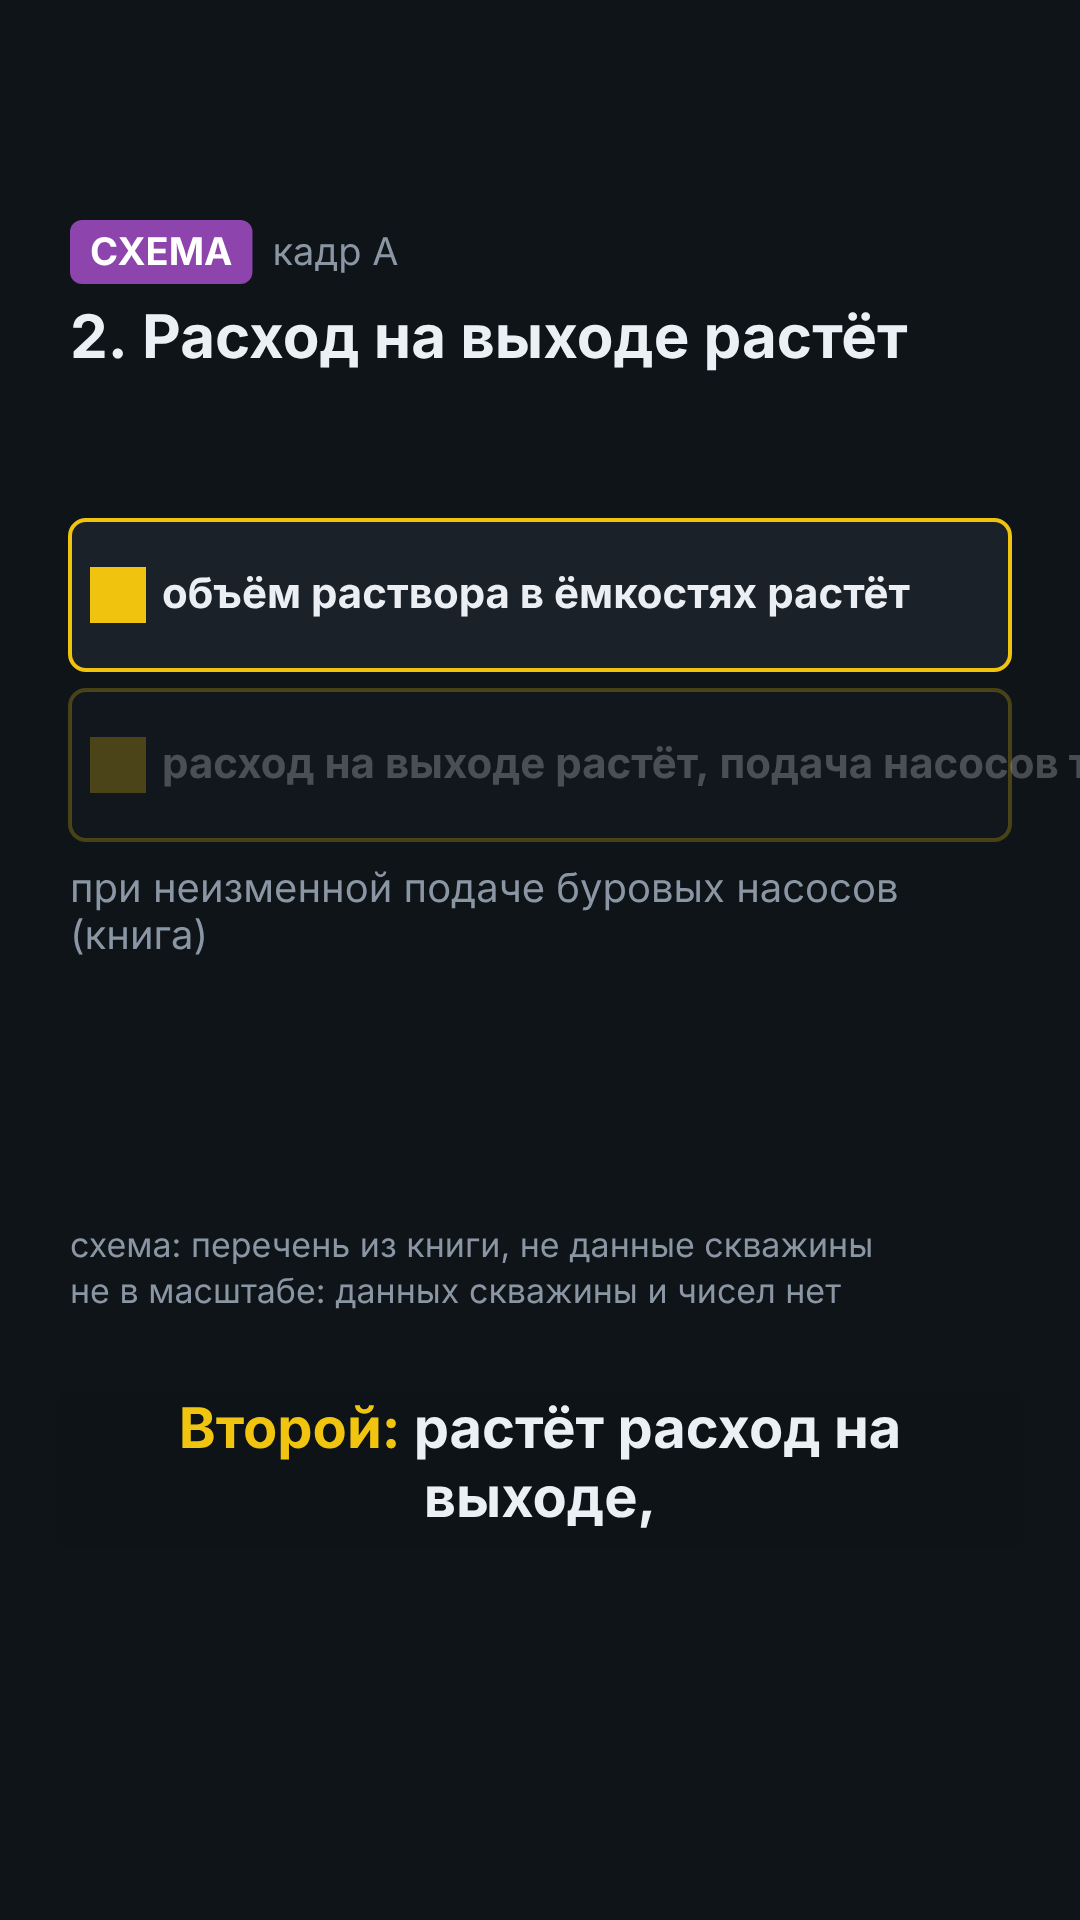 СХЕМА кадр А
2. Расход на выходе растёт
объём раствора в ёмкостях растёт
расход на выходе растёт, подача насосов
при неизменной подаче буровых насосов
(книга)
схема: перечень из книги, не данные скважины
не в масштабе: данных скважины и чисел нет
Второй: растёт расход на
выходе,